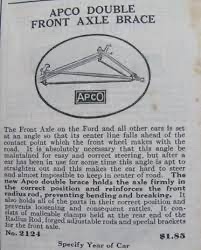 APCO DOUBLE
FRONT AXLE BRACE
APCO
The Front Axle on the Ford and all other cars is set
at an angle so that its center line falls ahead of the
contact point which the front wheel makes with the
road. It is absolutely necessary that this angle be
maintained for easy and correct steering, but after a
car has been in use for some time this angle is apt to
straighten out and this makes the car hard to steer
and almost impossible to keep in the road. The
new Apco double brace holds the axle firmly in
the correct position and reinforces the front
radius rod, preventing bending and breaking. It
also holds all of the parts in their correct position and
prevents loosening and consequent rattles. It con-
sists of malleable clamps held at the rear end of the
Radius Rod, forged adjustable rods and special brackets
for the front axle.
No. 2124 $1.85
Specify Year of Car